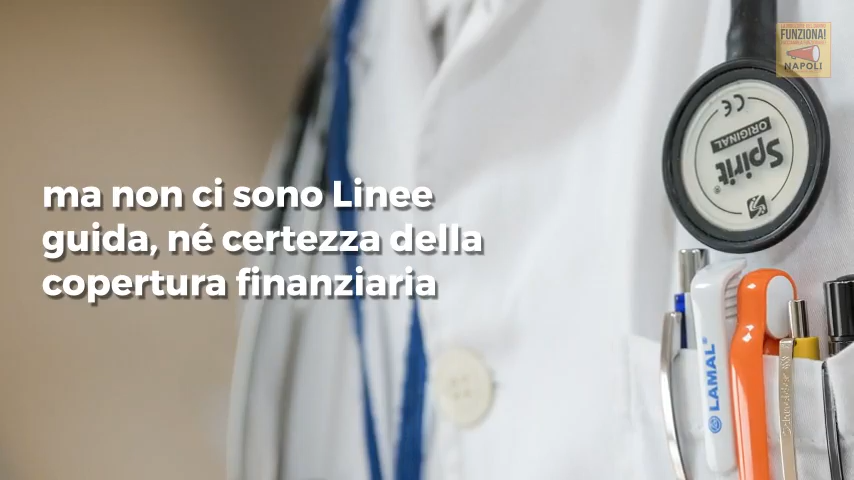 FUNZIONA!
NAPOLI
ma non ci sono Linee
guida, né certezza della
copertura finanziaria
ORIGINAL
Spirit®
CE
LAMAL®